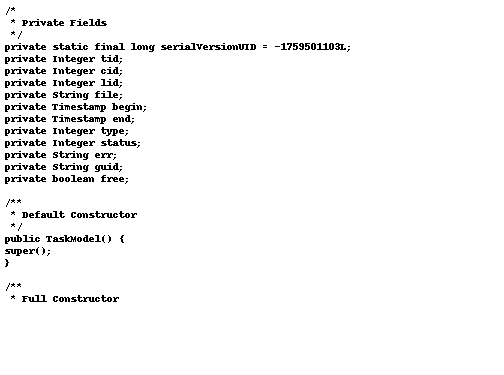 /*
 * Private Fields
 */
private static final long serialVersionUID = -1759501103L;
private Integer tid;
private Integer cid;
private Integer lid;
private String file;
private Timestamp begin;
private Timestamp end;
private Integer type;
private Integer status;
private String err;
private String guid;
private boolean free;
/**
 * Default Constructor
 */
public TaskModel() {
super();
}
/**
 * Full Constructor